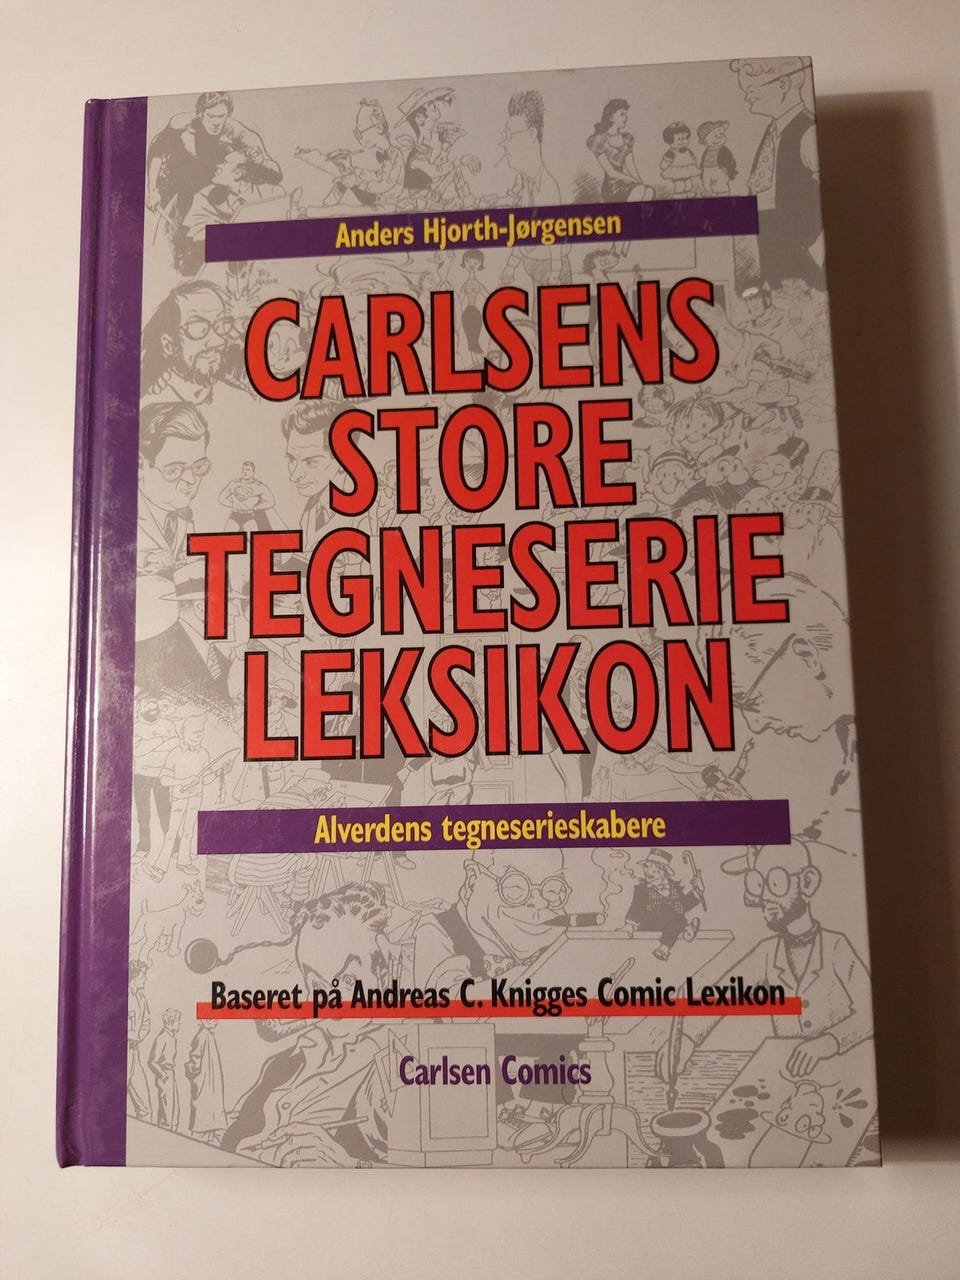 Anders Hjorth-Jørgensen
CARLSENS
STORE
TEGNESERIE
LEKSIKON
Alverdens tegneserieskabere
Baseret på Andreas C. Knigges Comic Lexikon
Carlsen Comics